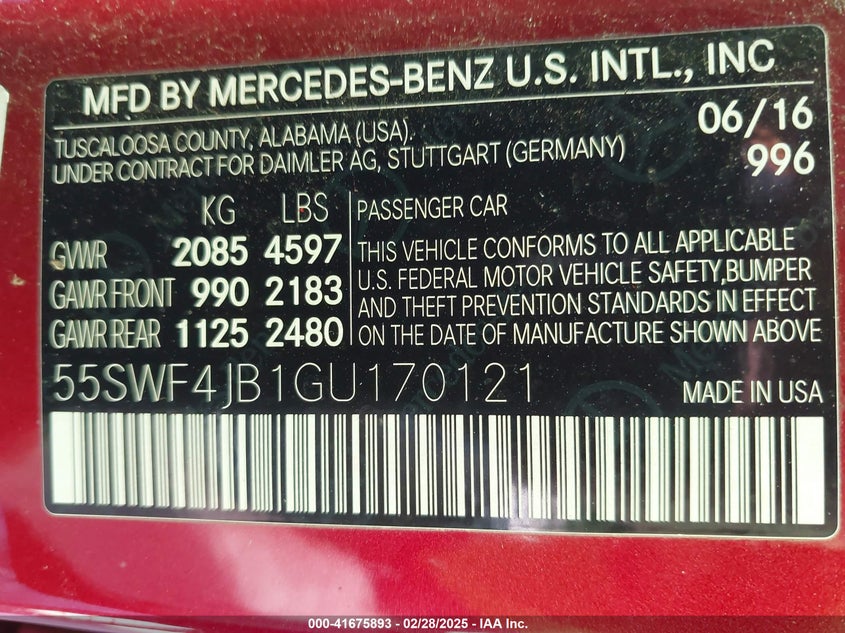 MFD BY MERCEDES-BENZ U.S. INTL., INC
TUSCALOOSA COUNTY, ALABAMA (USA). 06/16
UNDER CONTRACT FOR DAIMLER AG, STUTTGART (GERMANY) 996
KG LBS
GVWR 2085 4597
GAWR FRONT 990 2183
GAWR REAR 1125 2480
PASSENGER CAR
THIS VEHICLE CONFORMS TO ALL APPLICABLE
U.S. FEDERAL MOTOR VEHICLE SAFETY,BUMPER
AND THEFT PREVENTION STANDARDS IN EFFECT
ON THE DATE OF MANUFACTURE SHOWN ABOVE
55SWF4JB1GU170121 MADE IN USA
000-41675893 - 02/28/2025 - IAA Inc.